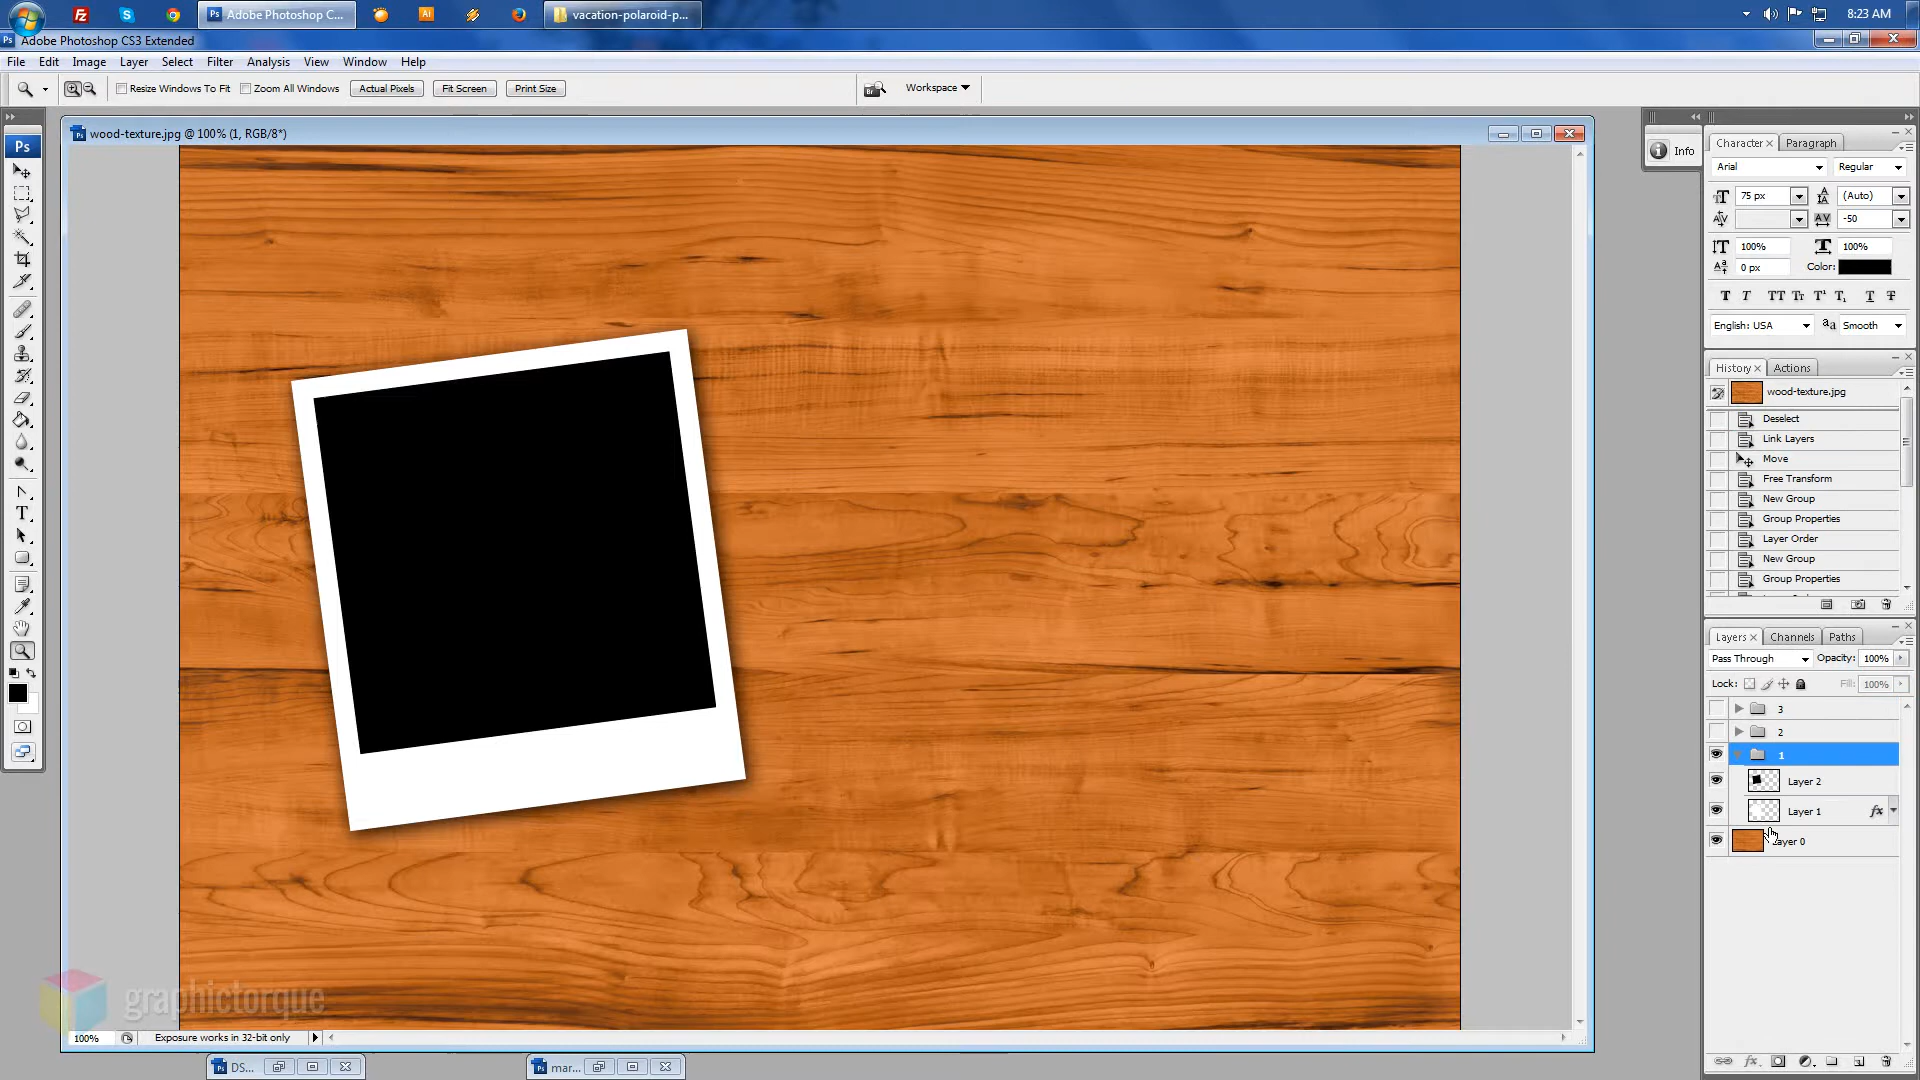 Adobe Photoshop C...
vacation-polaroid-p...
8:23 AM
Adobe Photoshop CS3 Extended
File Edit Image Layer Select Filter Analysis View Window Help
Resize Windows To Fit Zoom All Windows Actual Pixels Fit Screen Print Size Workspace
wood-texture.jpg @ 100% (1, RGB/8*)
Info
Character Paragraph
Arial Regular
75 px (Auto)
-50
100% 100%
0 px Color:
English: USA Smooth
History Actions
wood-texture.jpg
Deselect
Link Layers
Move
Free Transform
New Group
Group Properties
Layer Order
New Group
Group Properties
Layers Channels Paths
Pass Through Opacity: 100%
Lock: Fill: 100%
3
2
1
Layer 2
Layer 1 fx
Layer 0
graphictorque
100% Exposure works in 32-bit only
DS... mar...